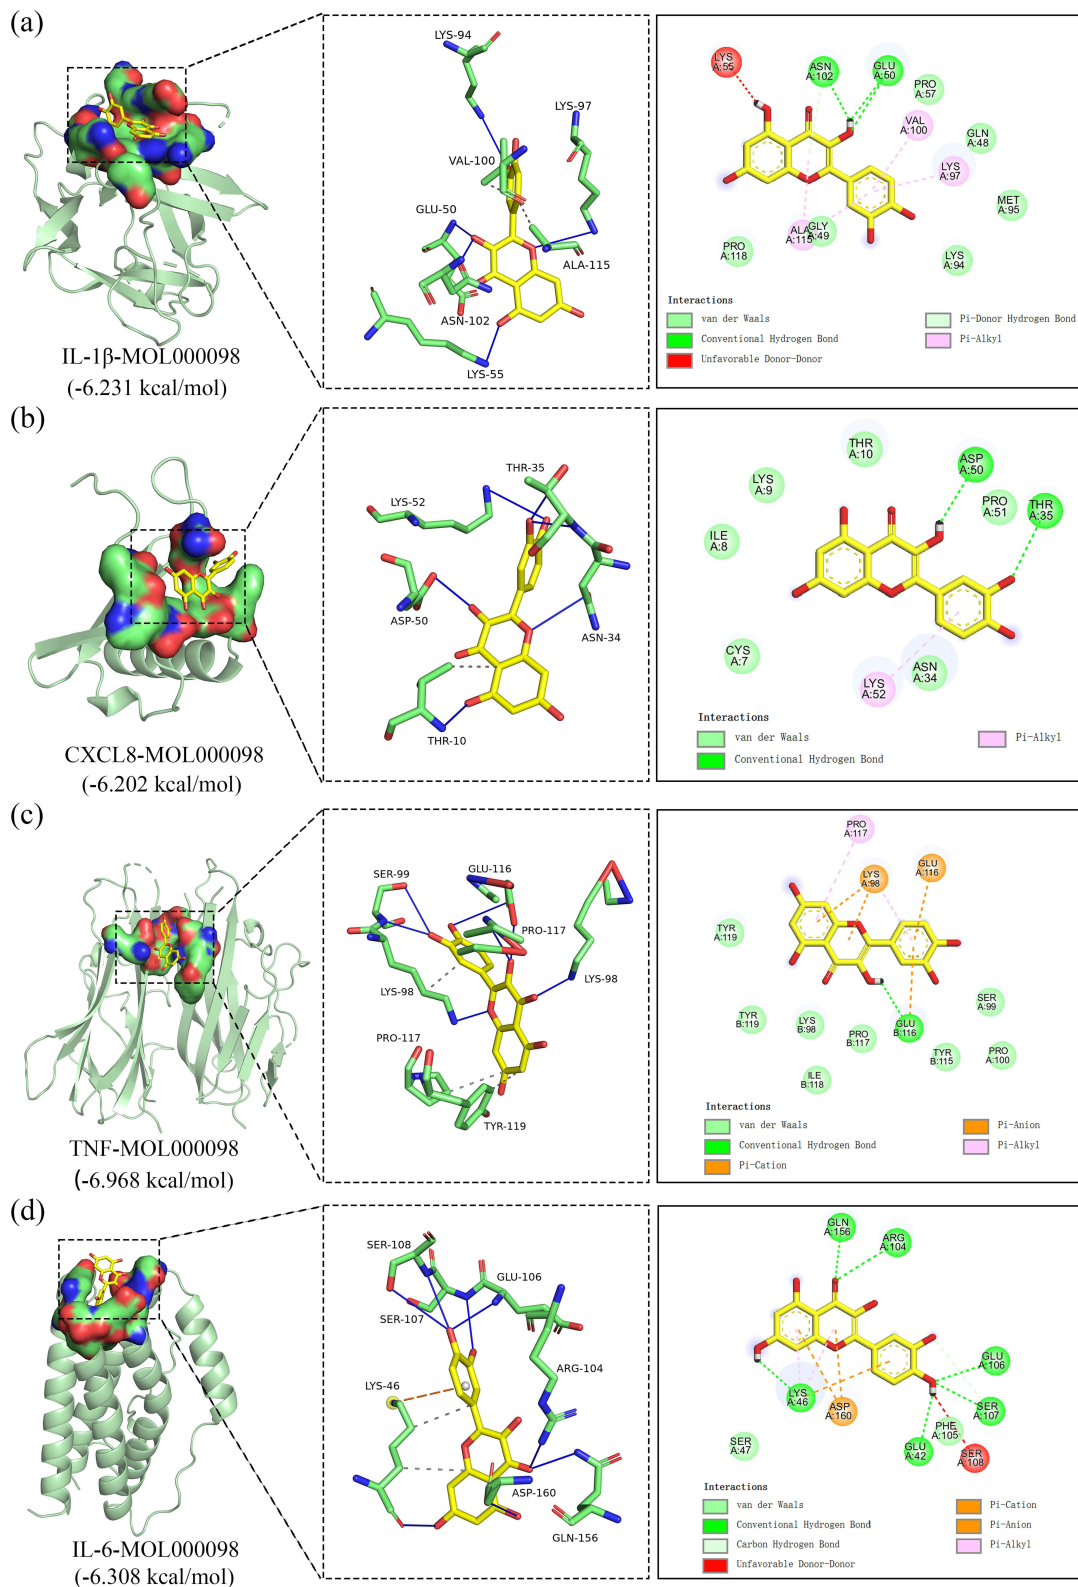 (a)
LYS-94
LYS-97
VAL-100
GLU-50
ALA-115
ASN-102
LYS-55
IL-1β-MOL000098
(-6.231 kcal/mol)
LYS
A:55
ASN
A:102
GLU
A:50
PRO
A:57
VAL
A:100
GLN
A:48
LYS
A:97
MET
A:95
ALA
A:115
GLY
A:49
PRO
A:118
LYS
A:94
Interactions
van der Waals
Conventional Hydrogen Bond
Unfavorable Donor-Donor
Pi-Donor Hydrogen Bond
Pi-Alkyl
(b)
THR-35
LYS-52
ASP-50
ASN-34
THR-10
CXCL8-MOL000098
(-6.202 kcal/mol)
THR
A:10
ASP
A:50
LYS
A:9
PRO
A:51
THR
A:35
ILE
A:8
CYS
A:7
LYS
A:52
ASN
A:34
Interactions
van der Waals
Conventional Hydrogen Bond
Pi-Alkyl
(c)
SER-99
GLU-116
PRO-117
LYS-98
LYS-98
PRO-117
TYR-119
TNF-MOL000098
(-6.968 kcal/mol)
PRO
A:117
LYS
A:98
GLU
A:116
TYR
A:119
SER
A:99
TYR
B:119
LYS
B:98
PRO
B:117
GLU
B:116
TYR
B:115
PRO
A:100
ILE
B:118
Interactions
van der Waals
Conventional Hydrogen Bond
Pi-Cation
Pi-Anion
Pi-Alkyl
(d)
SER-108
GLU-106
SER-107
ARG-104
LYS-46
ASP-160
GLN-156
IL-6-MOL000098
(-6.308 kcal/mol)
GLN
A:156
ARG
A:104
GLU
A:106
LYS
A:46
ASP
A:160
SER
A:107
PHE
A:105
SER
A:47
GLU
A:42
SER
A:108
Interactions
van der Waals
Conventional Hydrogen Bond
Carbon Hydrogen Bond
Unfavorable Donor-Donor
Pi-Cation
Pi-Anion
Pi-Alkyl